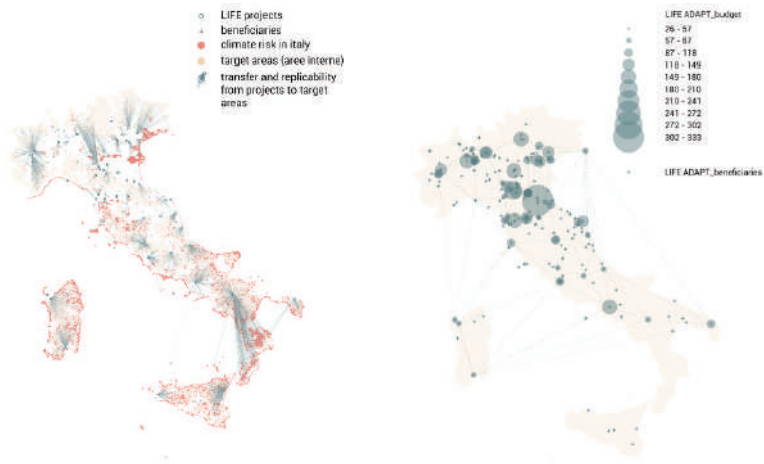 LIFE projects
beneficiaries
climate risk in italy
target areas (aree interne)
transfer and replicability
from projects to target
areas
LIFE ADAPT_budget
26 - 57
57 - 87
87 - 118
118 - 149
149 - 180
180 - 210
210 - 241
241 - 272
272 - 302
302 - 333
LIFE ADAPT_beneficiaries